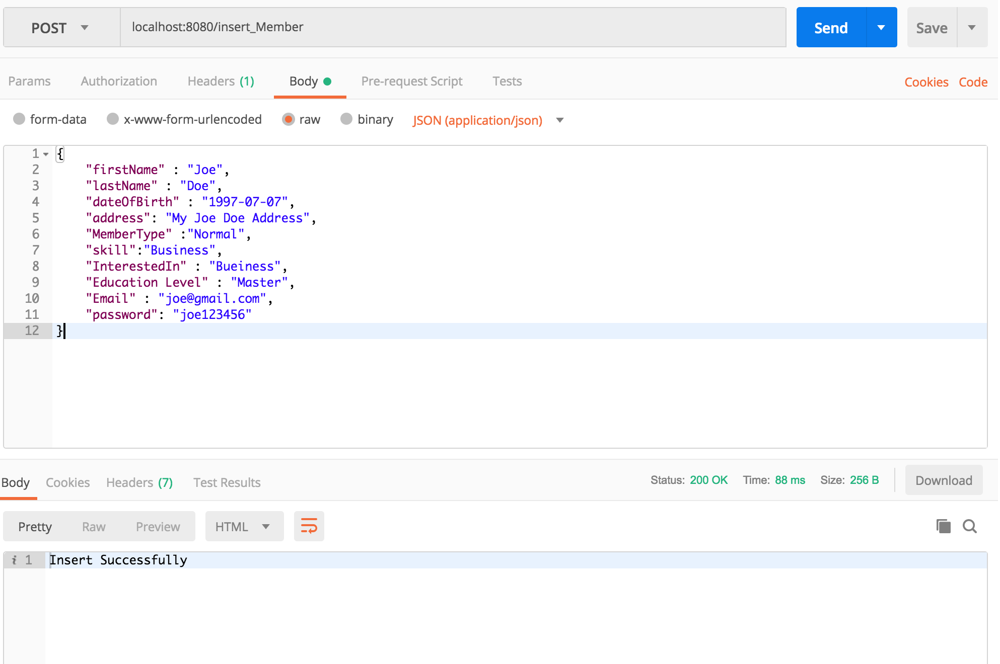 POST localhost:8080/insert_Member Send Save
Params Authorization Headers (1) Body Pre-request Script Tests Cookies Code
form-data x-www-form-urlencoded raw binary JSON (application/json)
1 {
2 "firstName" : "Joe",
3 "lastName" : "Doe",
4 "dateOfBirth" : "1997-07-07",
5 "address": "My Joe Doe Address",
6 "MemberType" :"Normal",
7 "skill":"Business",
8 "InterestedIn" : "Bueiness",
9 "Education Level" : "Master",
10 "Email" : "joe@gmail.com",
11 "password": "joe123456"
12 }
Body Cookies Headers (7) Test Results Status: 200 OK Time: 88 ms Size: 256 B Download
Pretty Raw Preview HTML
i 1 Insert Successfully